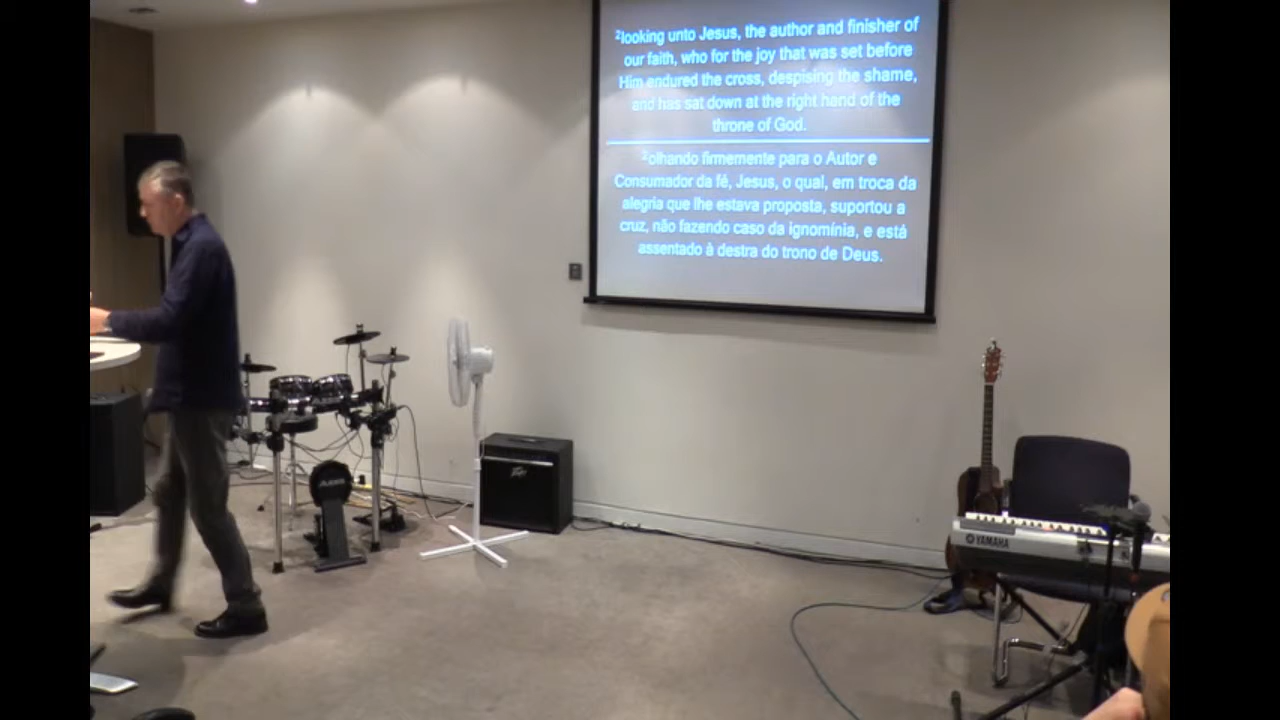 ²looking unto Jesus, the author and finisher of
our faith, who for the joy that was set before
Him endured the cross, despising the shame,
and has sat down at the right hand of the
throne of God.
²olhando firmemente para o Autor e
Consumador da fé, Jesus, o qual, em troca da
alegria que lhe estava proposta, suportou a
cruz, não fazendo caso da ignomínia, e está
assentado à destra do trono de Deus.
Peavey
ALESIS
YAMAHA